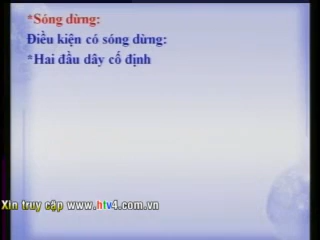 *Sóng dừng:
Điều kiện có sóng dừng:
*Hai đầu dây cố định
Xin truy cập www.htv4.com.vn